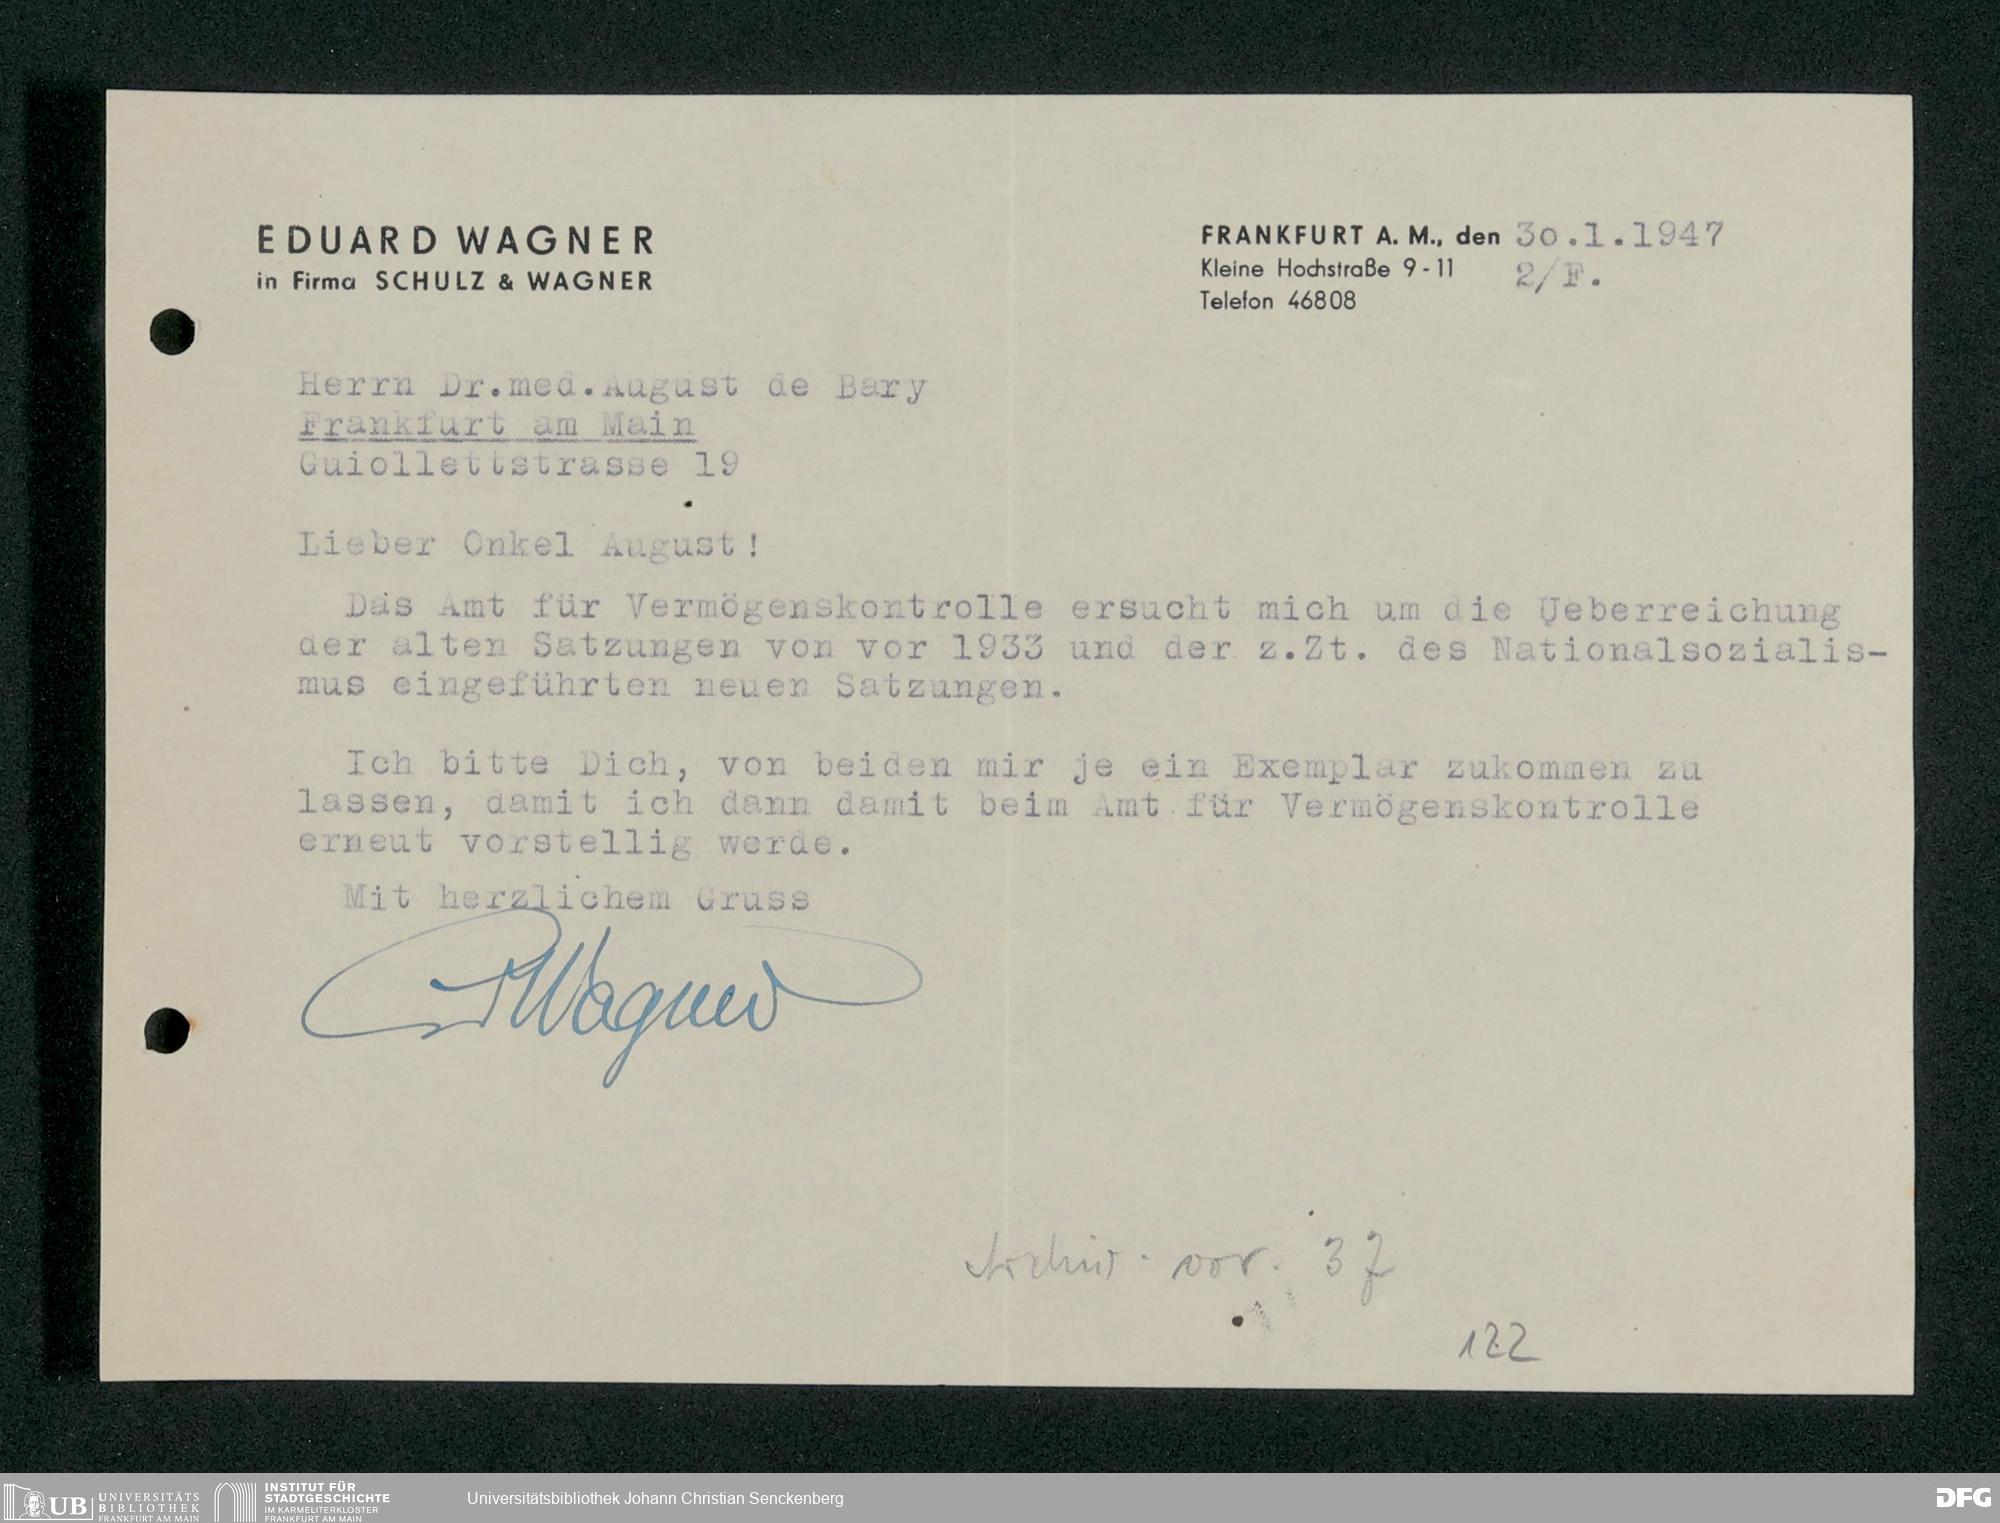 EDUARD WAGNER
in Firma SCHULZ & WAGNER
FRANKFURT A. M., den 30.1.1947
Kleine Hochstraße 9-11 2/F.
Telefon 46808
Herrn Dr.med.August de Bary
Frankfurt am Main
Guiollettstrasse 19
Lieber Onkel August!
Das Amt für Vermögenskontrolle ersucht mich um die Ueberreichung
der alten Satzungen von vor 1933 und der z.Zt. des Nationalsozialis-
mus eingeführten neuen Satzungen.
Ich bitte Dich, von beiden mir je ein Exemplar zukommen zu
lassen, damit ich dann damit beim Amt für Vermögenskontrolle
erneut vorstellig werde.
Mit herzlichem Gruss
Wagner
Archiv. vor. 37
122
UB UNIVERSITÄTS
BIBLIOTHEK
FRANKFURT AM MAIN
INSTITUT FÜR
STADTGESCHICHTE
IM KARMELITERKLOSTER
FRANKFURT AM MAIN
Universitätsbibliothek Johann Christian Senckenberg
DFG